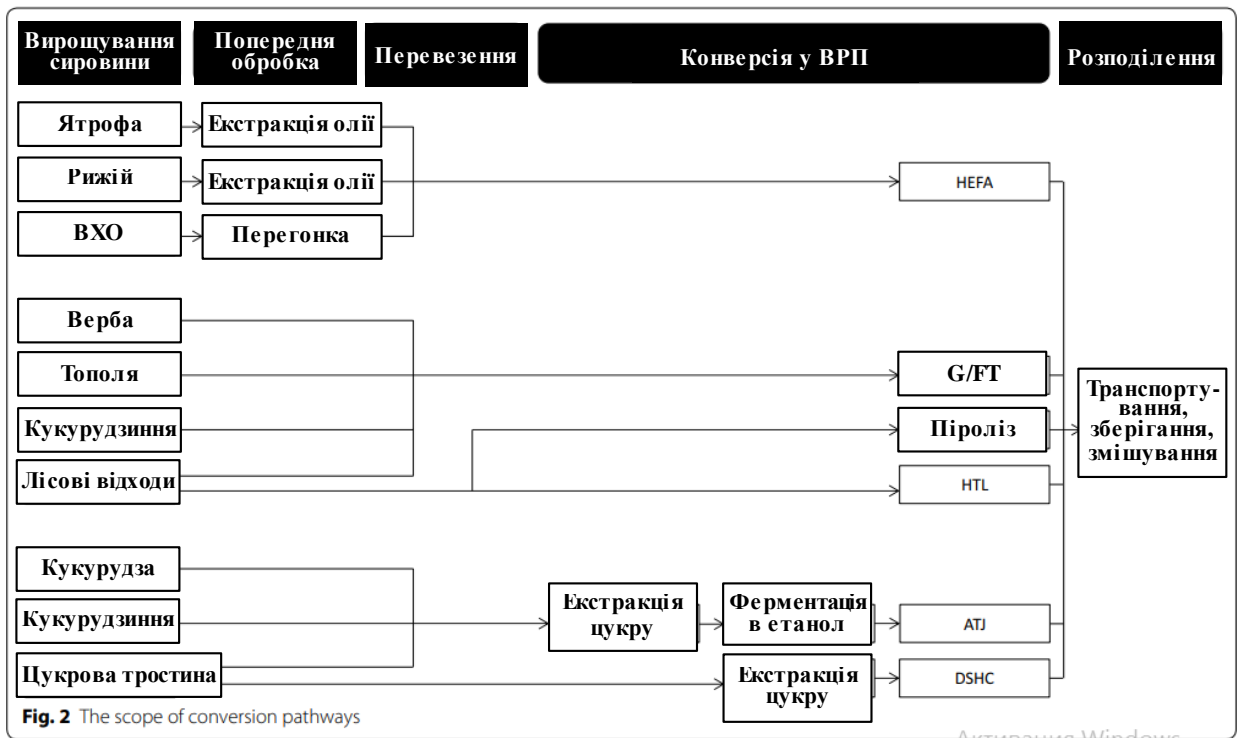 Вирощування
сировини
Попередня
обробка
Перевезення
Конверсія у ВРП
Розподілення
Ятрофа
Екстракція олії
Рижій
Екстракція олії
HEFA
ВХО
Перегонка
Верба
Тополя
G/FT
Транспорту-
вання,
зберігання,
змішування
Кукурудзиння
Піроліз
Лісові відходи
HTL
Кукурудза
Кукурудзиння
Екстракція
цукру
Ферментація
в етанол
ATJ
Цукрова тростина
Екстракція
цукру
DSHC
Fig. 2 The scope of conversion pathways
Активация Windows